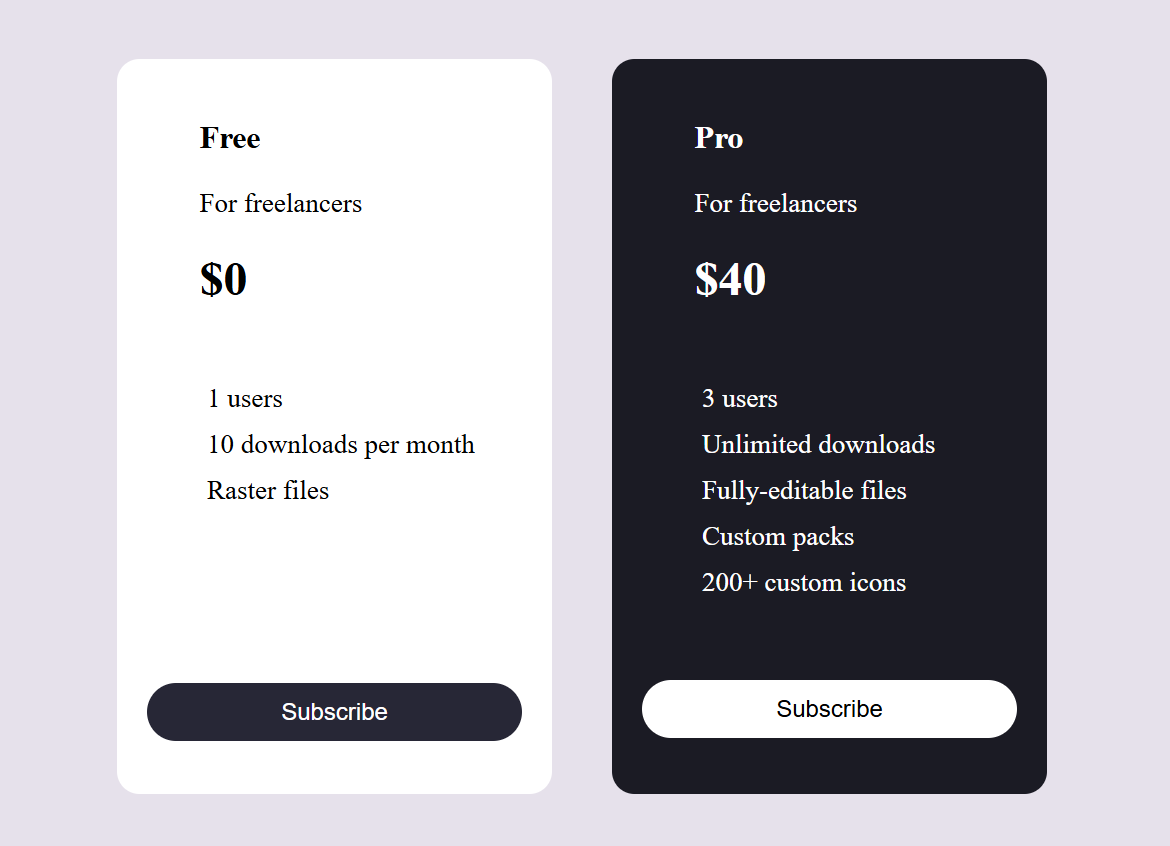 Free
For freelancers
$0
1 users
10 downloads per month
Raster files
Subscribe
Pro
For freelancers
$40
3 users
Unlimited downloads
Fully-editable files
Custom packs
200+ custom icons
Subscribe